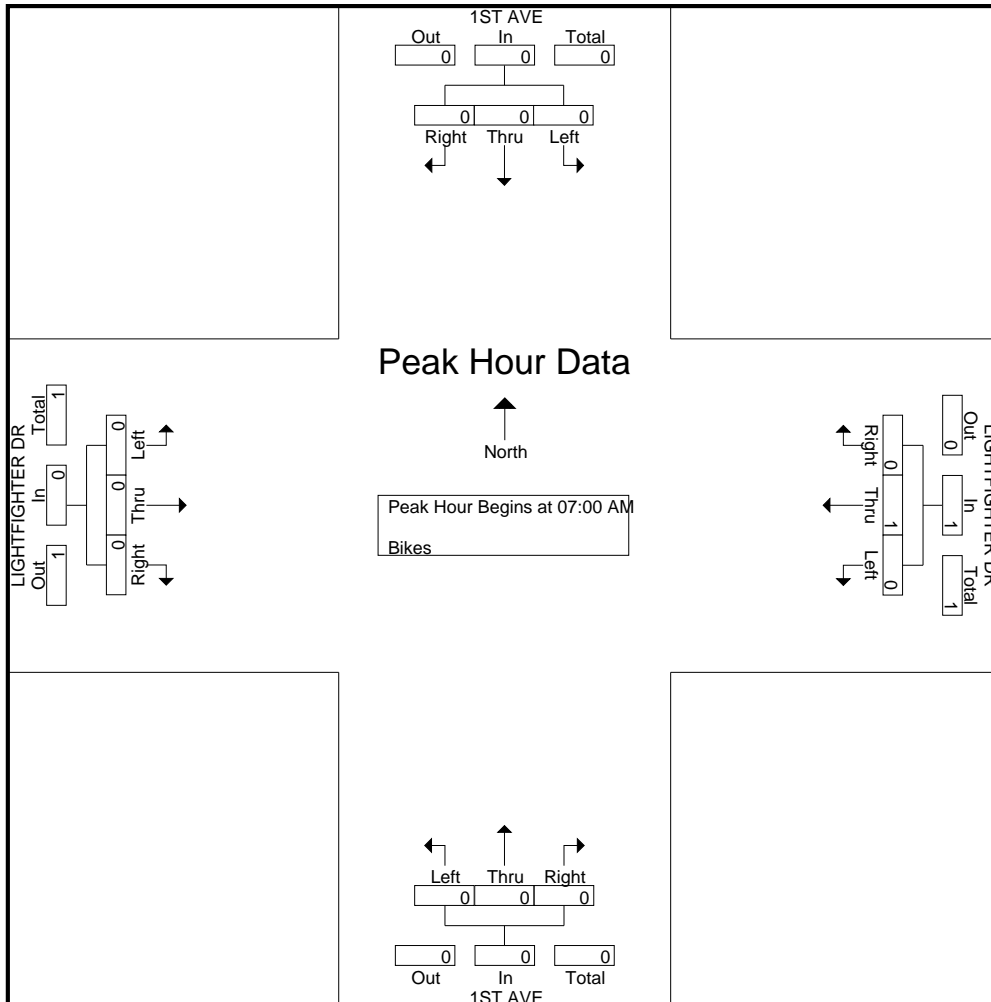 1ST AVE
Out In Total
0 0 0
0 0 0
Right Thru Left
Peak Hour Data
North
Peak Hour Begins at 07:00 AM
Bikes
LIGHTFIGHTER DR
Total In Out
1 0 1
0 0 0
Left Thru Right
LIGHTFIGHTER DR
Out In Total
0 1 1
0 1 0
Right Thru Left
Left Thru Right
0 0 0
0 0 0
Out In Total
1ST AVE